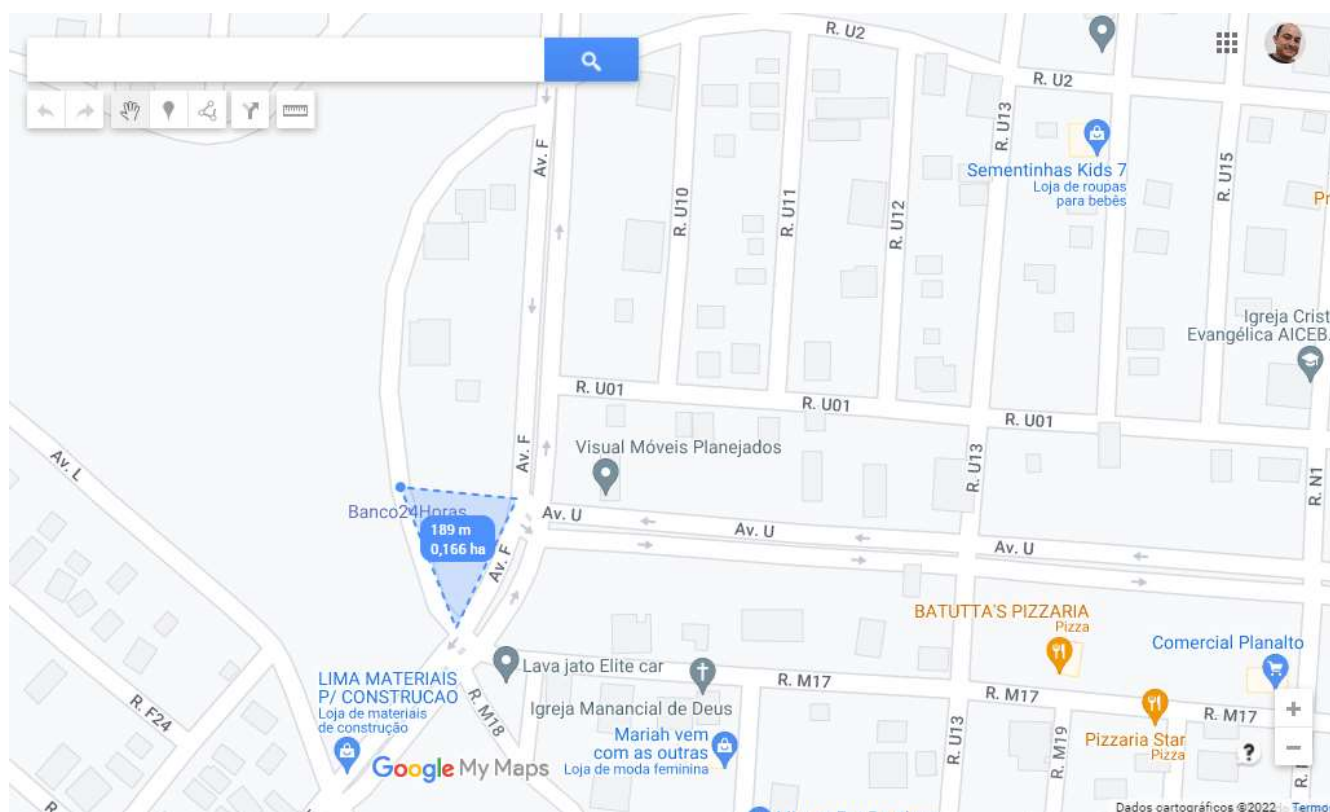 R. U2
R. U2
Av. F
R. U13
Sementinhas Kids 7
Loja de roupas
para bebês
R. U15
Pr
R. U10
R. U11
R. U12
Igreja Crist
Evangélica AICEB.
R. U01
R. U01
R. U01
Av. F
Visual Móveis Planejados
R. U13
Av. L
R. N1
Banco24Horas
189 m
0,166 ha
Av. U
Av. U
Av. U
Av. F
BATUTTA'S PIZZARIA
Pizza
Comercial Planalto
Lava jato Elite car
LIMA MATERIAIS
P/ CONSTRUCAO
Loja de materiais
de construção
R. F24
R. M18
Igreja Manancial de Deus
R. M17
R. M17
R. M17
R. U13
R. M19
Mariah vem
com as outras
Loja de moda feminina
Pizzaria Star
Pizza
Google My Maps
Dados cartográficos ©2022
Termo